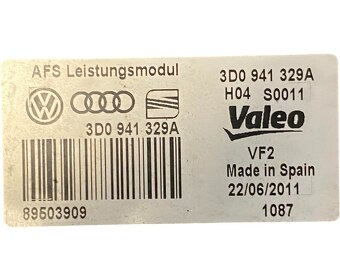 AFS Leistungsmodul
3D0 941 329A
89503909
3D0 941 329A
H04 S0011
Valeo
VF2
Made in Spain
22/06/2011
1087